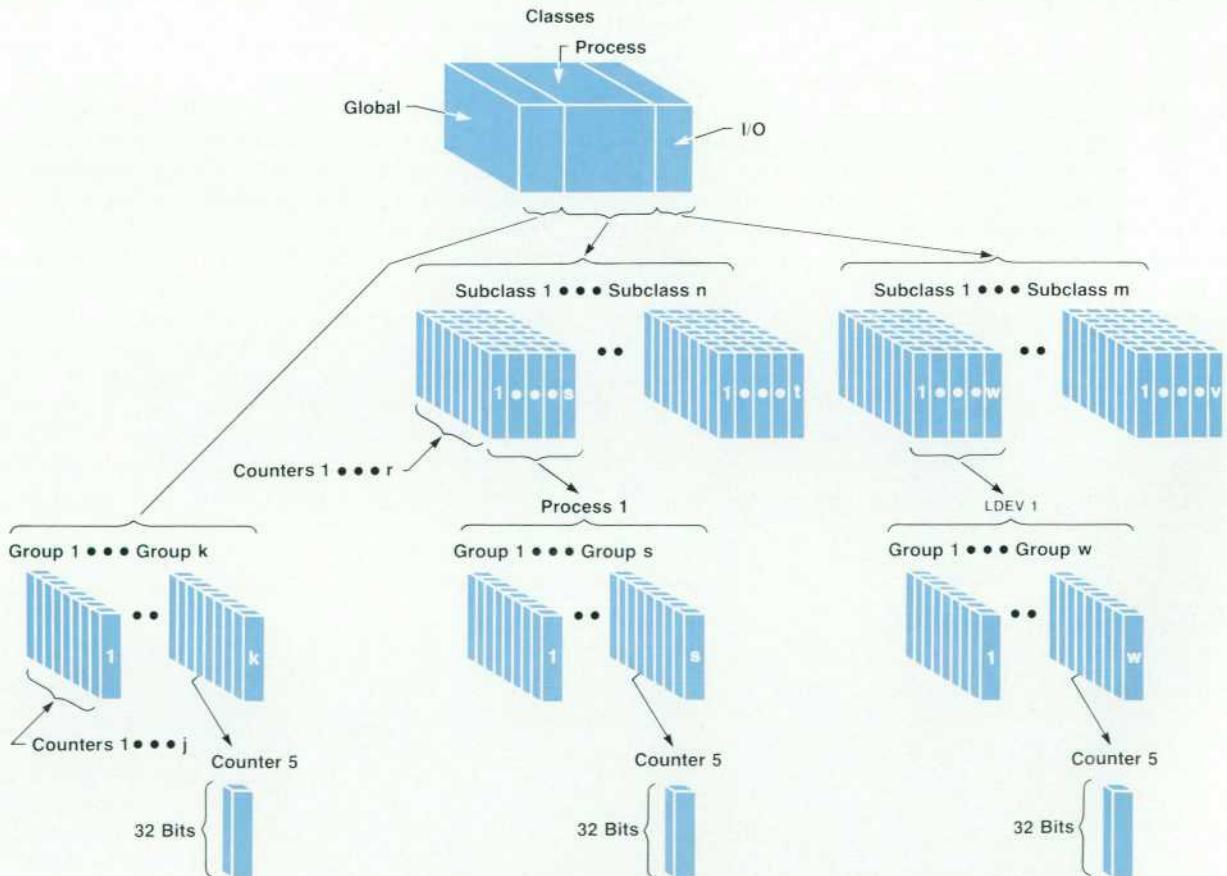 Classes
Process
Global
I/O
Subclass 1 ● ● ● Subclass n
Subclass 1 ● ● ● Subclass m
1 ● ● ● s
1 ● ● ● t
1 ● ● ● w
1 ● ● ● v
Counters 1 ● ● ● r
Process 1
LDEV 1
Group 1 ● ● ● Group k
Group 1 ● ● ● Group s
Group 1 ● ● ● Group w
1
k
1
s
1
w
Counters 1 ● ● ● j
Counter 5
Counter 5
Counter 5
32 Bits
32 Bits
32 Bits